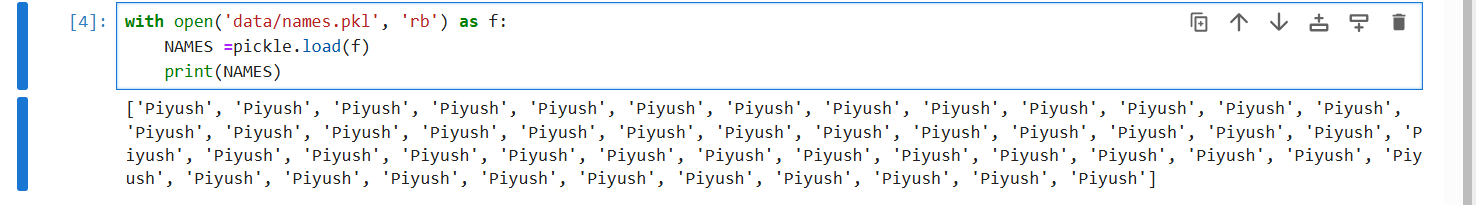 [4]: with open('data/names.pkl', 'rb') as f:
    NAMES =pickle.load(f)
    print(NAMES)
['Piyush', 'Piyush', 'Piyush', 'Piyush', 'Piyush', 'Piyush', 'Piyush', 'Piyush', 'Piyush', 'Piyush', 'Piyush', 'Piyush', 'Piyush',
'Piyush', 'Piyush', 'Piyush', 'Piyush', 'Piyush', 'Piyush', 'Piyush', 'Piyush', 'Piyush', 'Piyush', 'Piyush', 'Piyush', 'Piyush', 'P
iyush', 'Piyush', 'Piyush', 'Piyush', 'Piyush', 'Piyush', 'Piyush', 'Piyush', 'Piyush', 'Piyush', 'Piyush', 'Piyush', 'Piyush', 'Piy
ush', 'Piyush', 'Piyush', 'Piyush', 'Piyush', 'Piyush', 'Piyush', 'Piyush', 'Piyush', 'Piyush', 'Piyush']